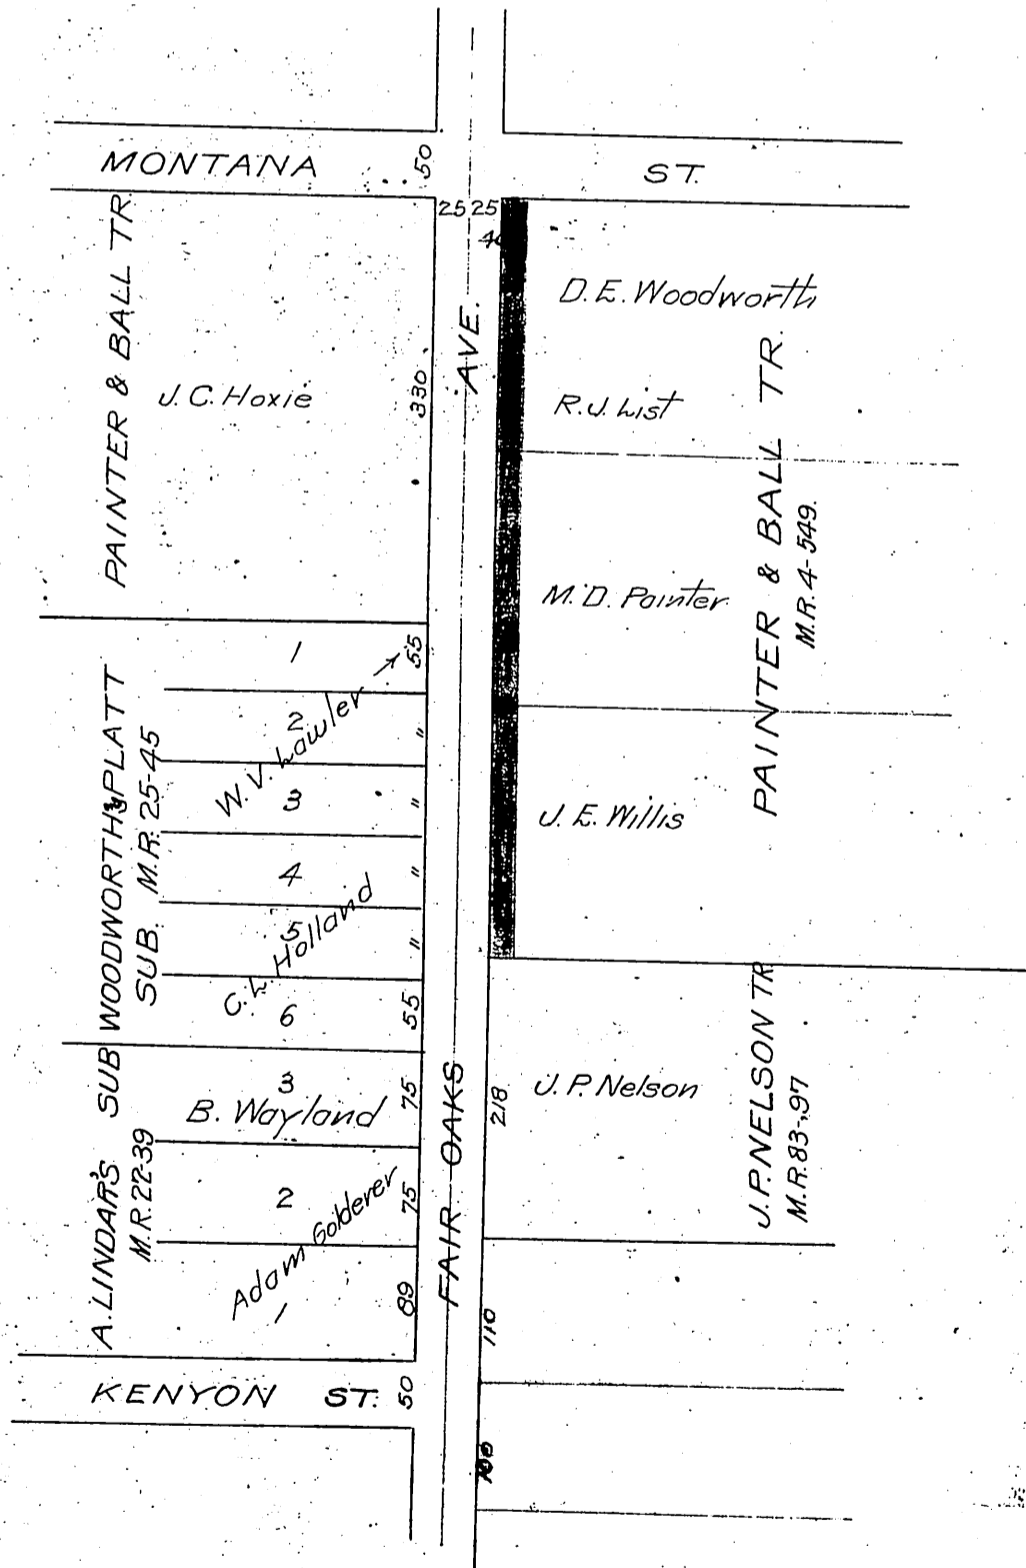 MONTANA ST.
50
25 25
PAINTER & BALL TR.
J.C. Hoxie
330
AVE.
D.E. Woodworth
R.J. List
M.D. Painter
J.E. Willis
PAINTER & BALL TR.
M.R. 4-549.
WOODWORTH & PLATT
SUB. M.R. 25-45
1
55
W.V. Lawler
2
"
3
"
4
"
C.L. Holland
5
"
6
55
A. LINDAR'S SUB
M.R. 22-39
3
B. Wayland
75
2
75
Adam Golderer
1
89
FAIR OAKS
218
J.P. Nelson
J.P. NELSON TR
M.R. 83-97
110
KENYON ST.
50
100